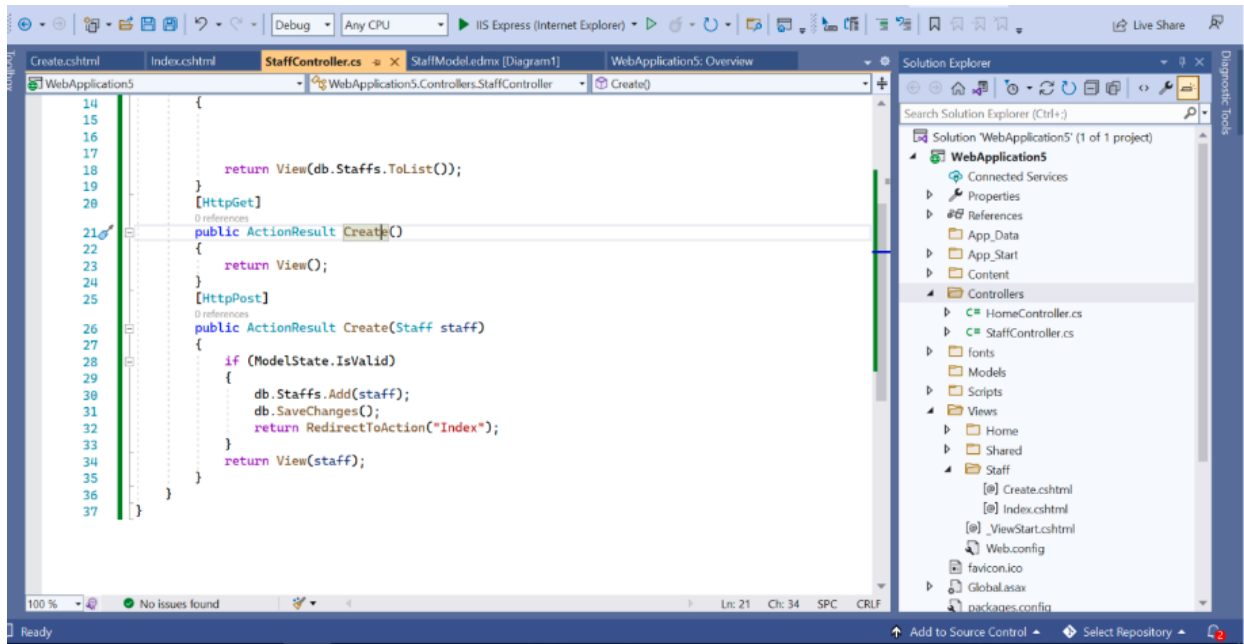 Debug
Any CPU
IIS Express (Internet Explorer)
Live Share
Toolbox
Create.cshtml
Index.cshtml
StaffController.cs
StaffModel.edmx [Diagram1]
WebApplication5: Overview
WebApplication5
WebApplication5.Controllers.StaffController
Create()
14 {
15
16
17
18 return View(db.Staffs.ToList());
19 }
20 [HttpGet]
0 references
21 public ActionResult Create()
22 {
23 return View();
24 }
25 [HttpPost]
0 references
26 public ActionResult Create(Staff staff)
27 {
28 if (ModelState.IsValid)
29 {
30 db.Staffs.Add(staff);
31 db.SaveChanges();
32 return RedirectToAction("Index");
33 }
34 return View(staff);
35 }
36 }
37 }
100 %
No issues found
Ln: 21 Ch: 34 SPC CRLF
Solution Explorer
Search Solution Explorer (Ctrl+;)
Solution 'WebApplication5' (1 of 1 project)
WebApplication5
Connected Services
Properties
References
App_Data
App_Start
Content
Controllers
C# HomeController.cs
C# StaffController.cs
fonts
Models
Scripts
Views
Home
Shared
Staff
[@] Create.cshtml
[@] Index.cshtml
[@] _ViewStart.cshtml
Web.config
favicon.ico
Global.asax
packages.config
Diagnostic Tools
Ready
Add to Source Control
Select Repository
2